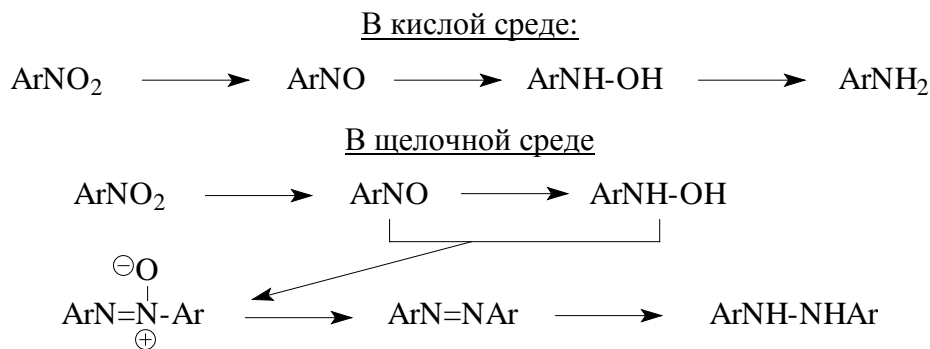 В кислой среде:
ArNO₂ ArNO ArNH-OH ArNH₂
В щелочной среде
ArNO₂ ArNO ArNH-OH
⊖O
ArN=N-Ar ArN=NAr ArNH-NHAr
⊕